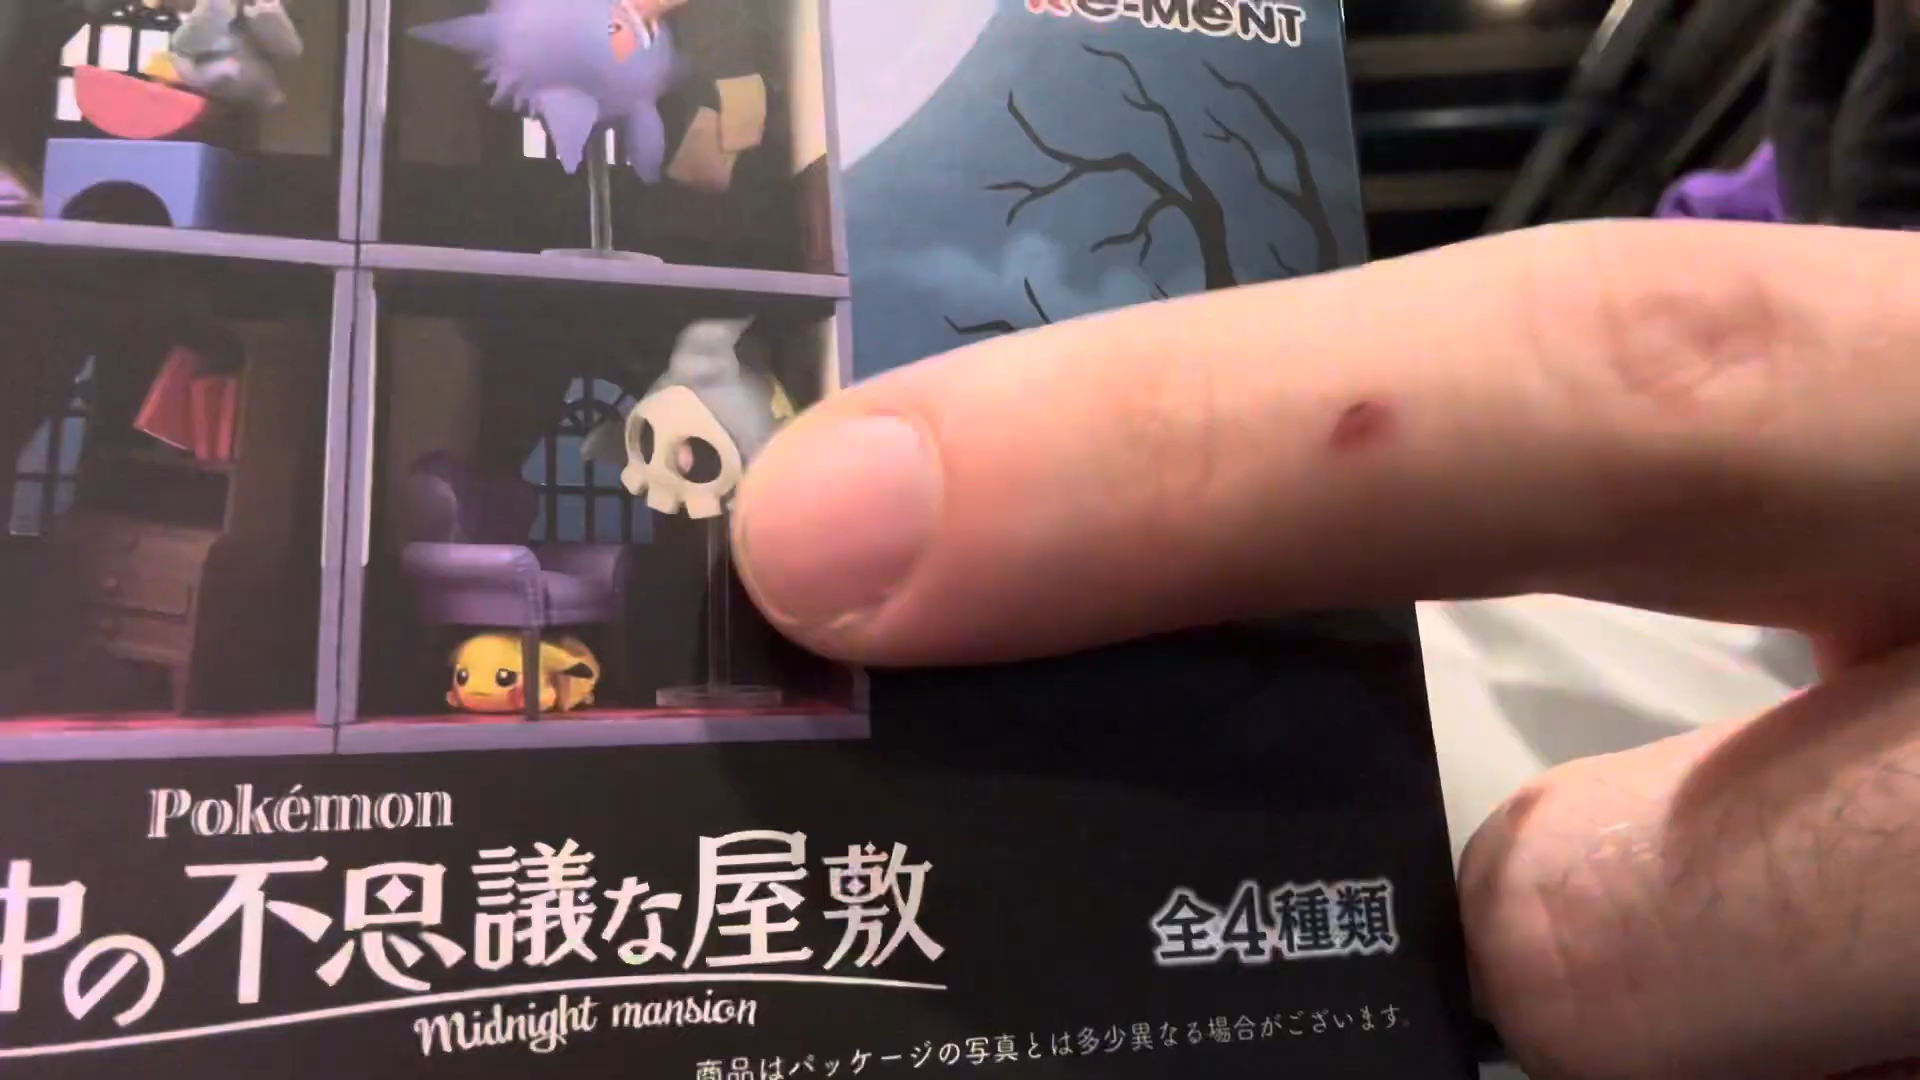 Re-MeNT
Pokémon
中の不思議な屋敷
Midnight mansion
全4種類
商品はパッケージの写真とは多少異なる場合がございます。